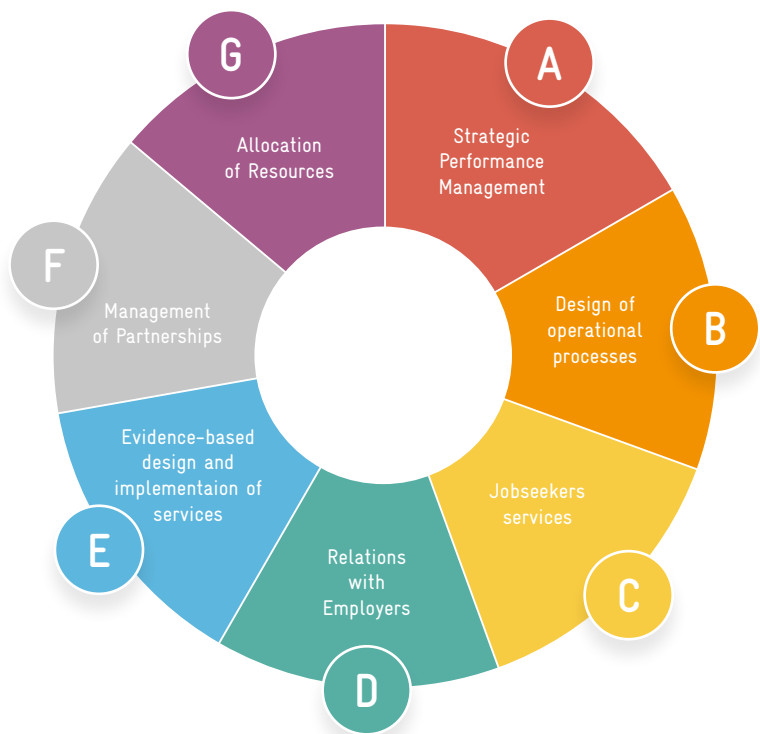 A
Strategic
Performance
Management
B
Design of
operational
processes
C
Jobseekers
services
D
Relations
with
Employers
E
Evidence-based
design and
implementaion of
services
F
Management
of Partnerships
G
Allocation
of Resources